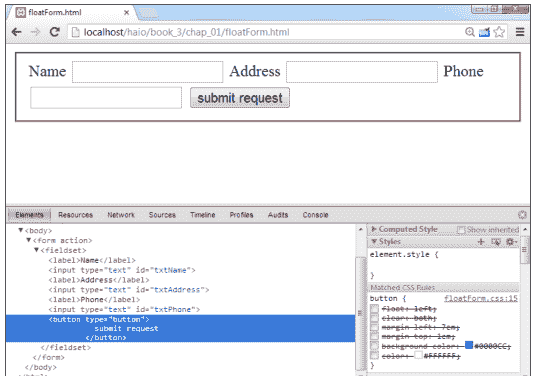 floatForm.html
localhost/haio/book_3/chap_01/floatForm.html
Name Address Phone
submit request
Elements Resources Network Sources Timeline Profiles Audits Console
▼<body>
▼<form action>
▼<fieldset>
<label>Name</label>
<input type="text" id="txtName">
<label>Address</label>
<input type="text" id="txtAddress">
<label>Phone</label>
<input type="text" id="txtPhone">
<button type="button">
submit request
</button>
</fieldset>
</form>
</body>
▶ Computed Style Show inherited
▼ Styles
element.style {
}
Matched CSS Rules
button { floatForm.css:15
float: left;
clear: both;
margin-left: 7em;
margin-top: 1em;
background-color: #0000CC;
color: #FFFFFF;
}